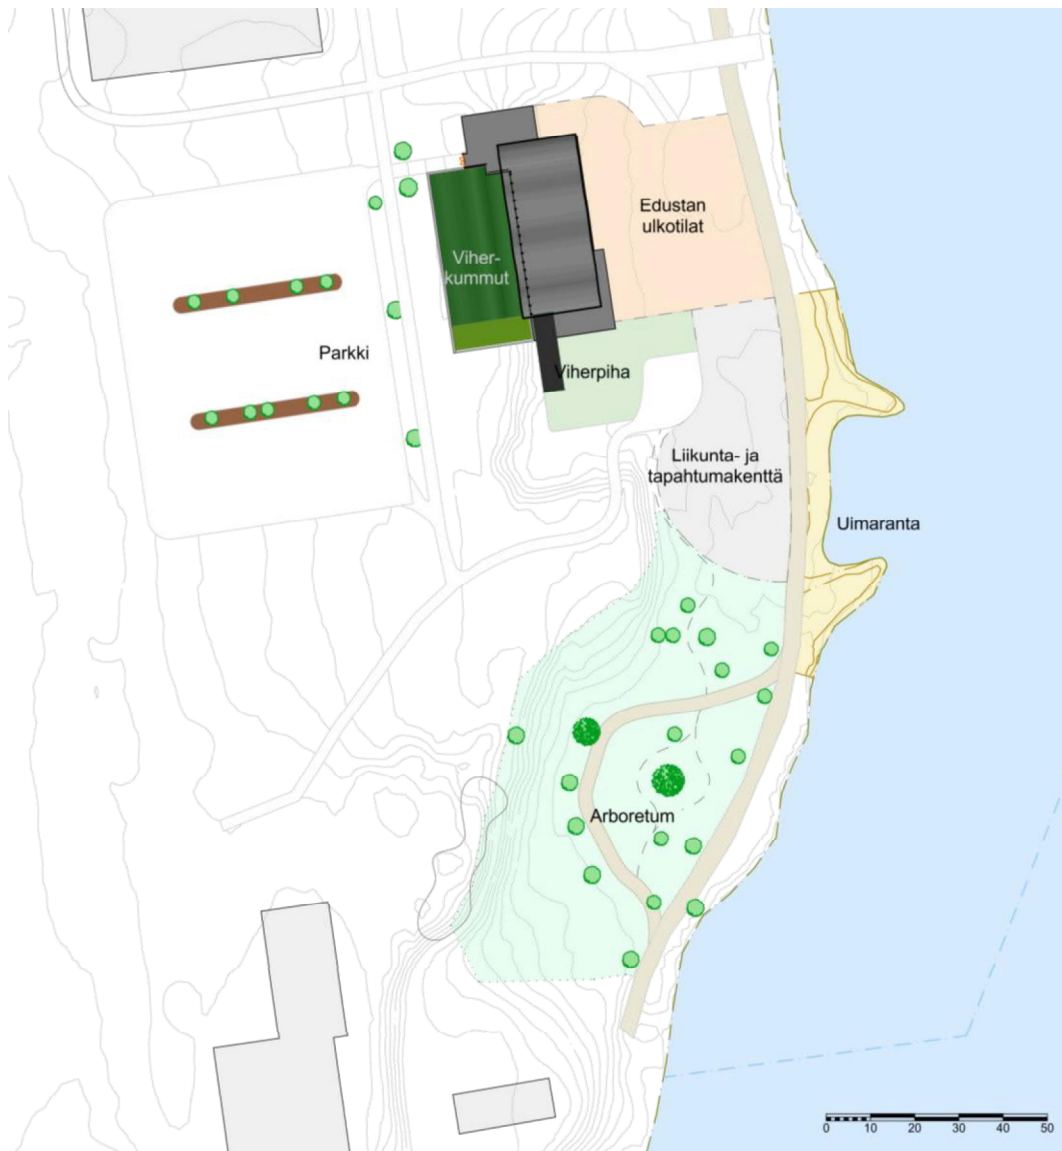 Edustan
ulkotilat
Viher-
kummut
Parkki
Viherpiha
Liikunta- ja
tapahtumakenttä
Uimaranta
Arboretum
0 10 20 30 40 50